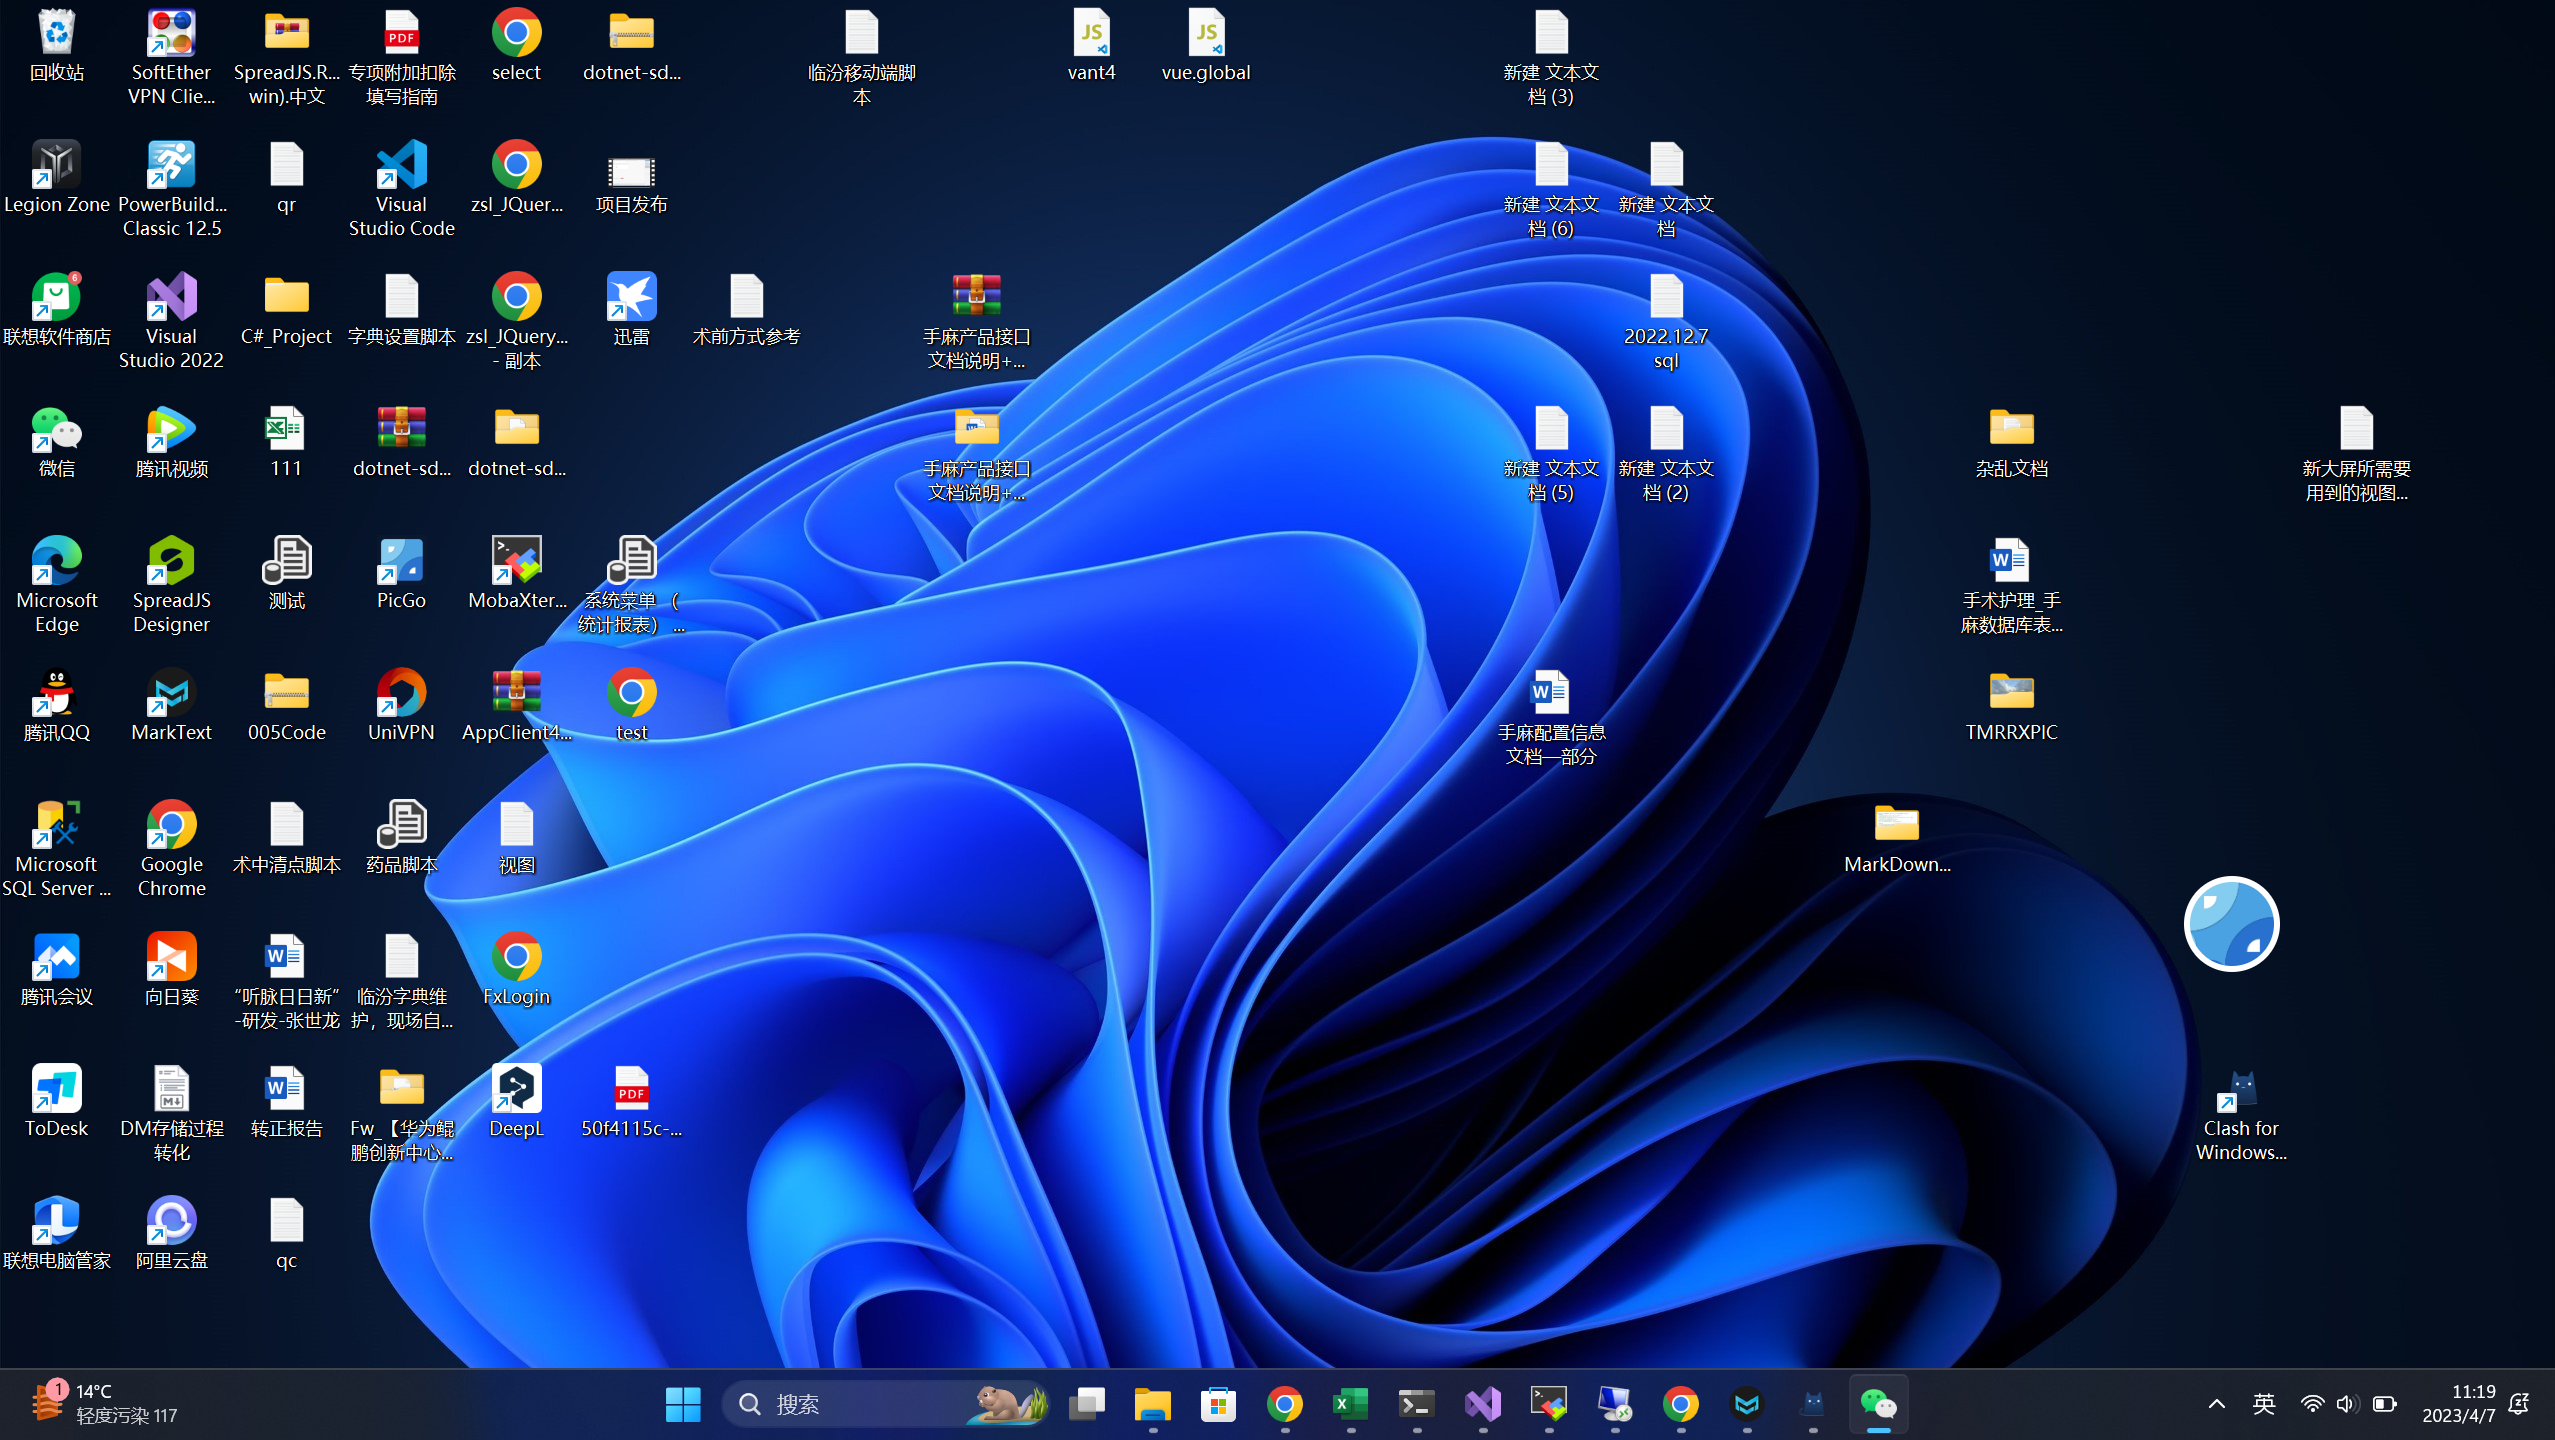 回收站
SoftEther
VPN Clie...
SpreadJS.R...
win).中文
专项附加扣除
填写指南
select
dotnet-sd...
临汾移动端脚
本
vant4
vue.global
新建 文本文
档 (3)
Legion Zone
PowerBuild...
Classic 12.5
qr
Visual
Studio Code
zsl_JQuer...
项目发布
新建 文本文
档 (6)
新建 文本文
档
联想软件商店
Visual
Studio 2022
C#_Project
字典设置脚本
zsl_JQuery...
- 副本
迅雷
术前方式参考
手麻产品接口
文档说明+...
2022.12.7
sql
微信
腾讯视频
111
dotnet-sd...
dotnet-sd...
手麻产品接口
文档说明+...
新建 文本文
档 (5)
新建 文本文
档 (2)
杂乱文档
新大屏所需要
用到的视图...
Microsoft
Edge
SpreadJS
Designer
测试
PicGo
MobaXter...
系统菜单 （
统计报表） ...
手术护理_手
麻数据库表...
腾讯QQ
MarkText
005Code
UniVPN
AppClient4...
test
手麻配置信息
文档—部分
TMRRXPIC
Microsoft
SQL Server ...
Google
Chrome
术中清点脚本
药品脚本
视图
MarkDown...
腾讯会议
向日葵
“听脉日日新”
-研发-张世龙
临汾字典维
护，现场自...
FxLogin
ToDesk
DM存储过程
转化
转正报告
Fw_【华为鲲
鹏创新中心...
DeepL
50f4115c-...
Clash for
Windows...
联想电脑管家
阿里云盘
qc
1
14°C
轻度污染 117
搜索
英
11:19
2023/4/7